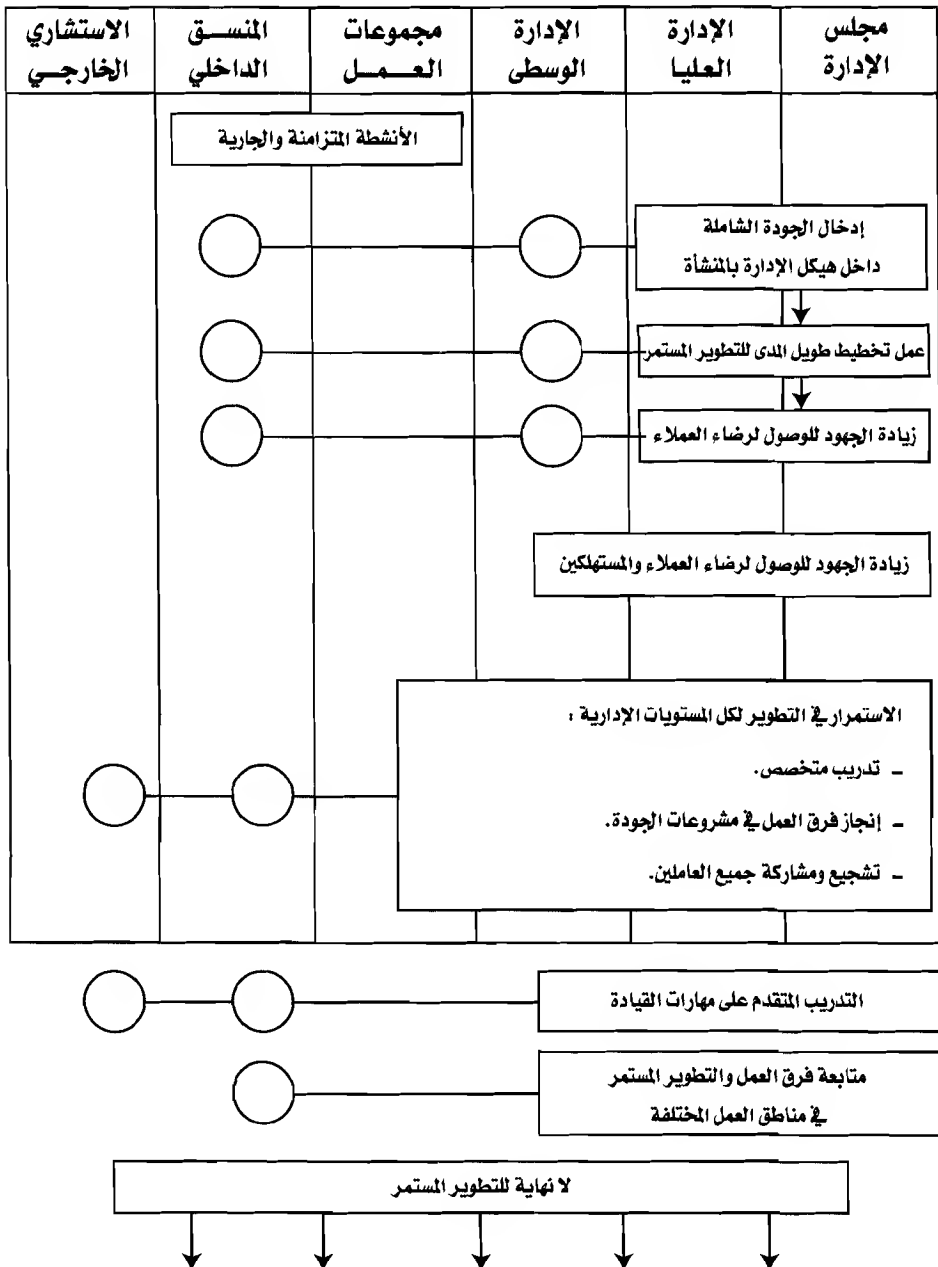 مجلس الإدارة
الإدارة العليا
الإدارة الوسطى
مجموعات العـــمـــل
المنســـق الداخلي
الاستشاري الخارجـــي
الأنشطة المتزامنة والجارية
إدخال الجودة الشاملة
داخل هيكل الإدارة بالمنشأة
عمل تخطيط طويل المدى للتطوير المستمر
زيادة الجهود للوصول لرضاء العملاء
زيادة الجهود للوصول لرضاء العملاء والمستهلكين
الاستمرار في التطوير لكل المستويات الإدارية :
– تدريب متخصص.
– إنجاز فرق العمل في مشروعات الجودة.
– تشجيع ومشاركة جميع العاملين.
التدريب المتقدم على مهارات القيادة
متابعة فرق العمل والتطوير المستمر
في مناطق العمل المختلفة
لا نهاية للتطوير المستمر